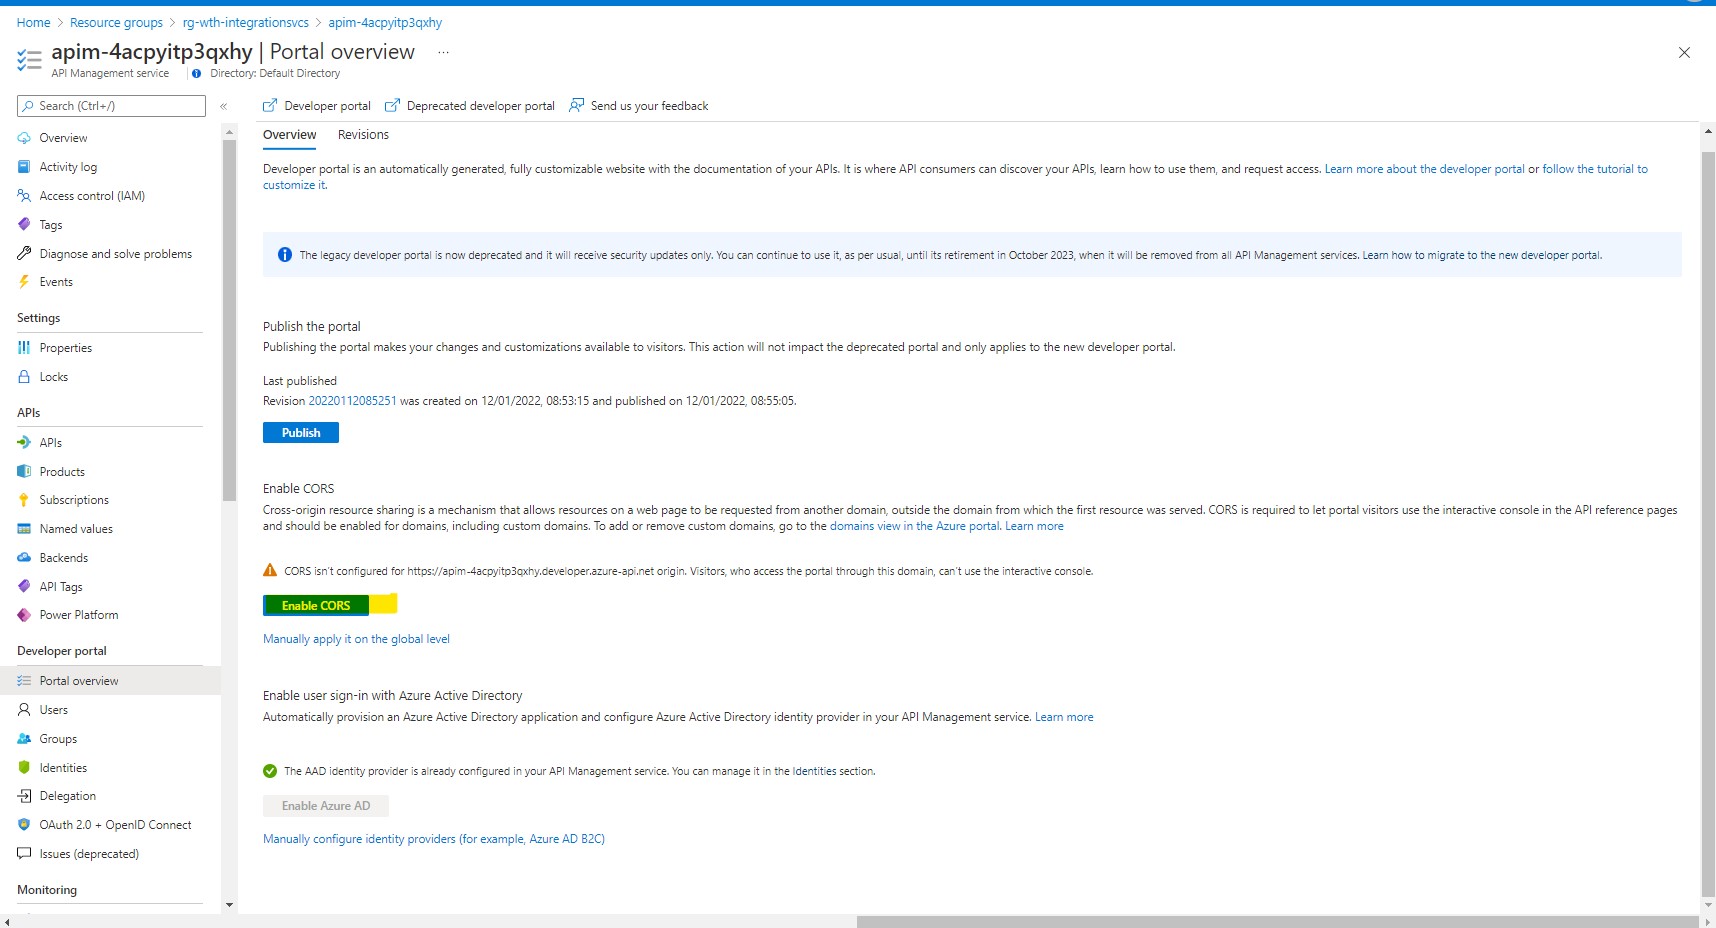 Home > Resource groups > rg-wth-integrationsvcs > apim-4acpyitp3qxhy
apim-4acpyitp3qxhy | Portal overview ...
API Management service
Directory: Default Directory
Search (Ctrl+/)
«
Overview
Activity log
Access control (IAM)
Tags
Diagnose and solve problems
Events
Settings
Properties
Locks
APIs
APIs
Products
Subscriptions
Named values
Backends
API Tags
Power Platform
Developer portal
Portal overview
Users
Groups
Identities
Delegation
OAuth 2.0 + OpenID Connect
Issues (deprecated)
Monitoring
Developer portal
Deprecated developer portal
Send us your feedback
Overview
Revisions
Developer portal is an automatically generated, fully customizable website with the documentation of your APIs. It is where API consumers can discover your APIs, learn how to use them, and request access. Learn more about the developer portal or follow the tutorial to
customize it.
The legacy developer portal is now deprecated and it will receive security updates only. You can continue to use it, as per usual, until its retirement in October 2023, when it will be removed from all API Management services. Learn how to migrate to the new developer portal.
Publish the portal
Publishing the portal makes your changes and customizations available to visitors. This action will not impact the deprecated portal and only applies to the new developer portal.
Last published
Revision 20220112085251 was created on 12/01/2022, 08:53:15 and published on 12/01/2022, 08:55:05.
Publish
Enable CORS
Cross-origin resource sharing is a mechanism that allows resources on a web page to be requested from another domain, outside the domain from which the first resource was served. CORS is required to let portal visitors use the interactive console in the API reference pages
and should be enabled for domains, including custom domains. To add or remove custom domains, go to the domains view in the Azure portal. Learn more
CORS isn't configured for https://apim-4acpyitp3qxhy.developer.azure-api.net origin. Visitors, who access the portal through this domain, can't use the interactive console.
Enable CORS
Manually apply it on the global level
Enable user sign-in with Azure Active Directory
Automatically provision an Azure Active Directory application and configure Azure Active Directory identity provider in your API Management service. Learn more
The AAD identity provider is already configured in your API Management service. You can manage it in the Identities section.
Enable Azure AD
Manually configure identity providers (for example, Azure AD B2C)